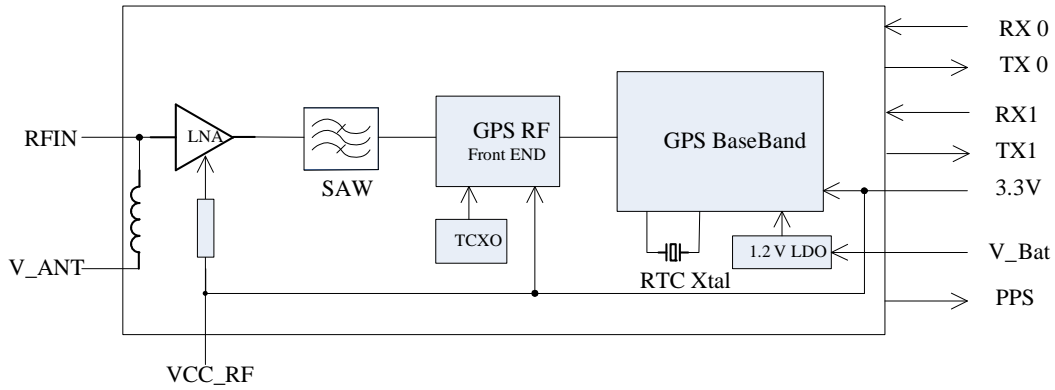 RX 0
TX 0
RX1
TX1
3.3V
V_Bat
PPS
RFIN
LNA
SAW
GPS RF
Front END
GPS BaseBand
TCXO
1.2 V LDO
RTC Xtal
V_ANT
VCC_RF